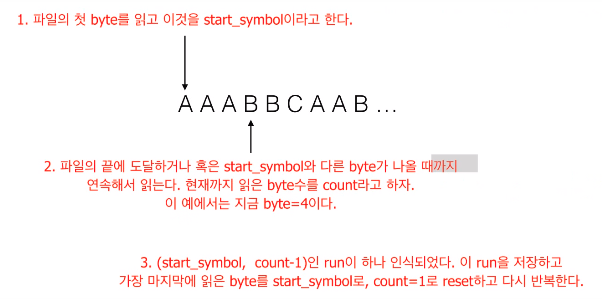 1. 파일의 첫 byte를 읽고 이것을 start_symbol이라고 한다.
A A A B B C A A B ...
2. 파일의 끝에 도달하거나 혹은 start_symbol와 다른 byte가 나올 때까지
연속해서 읽는다. 현재까지 읽은 byte수를 count라고 하자.
이 예에서는 지금 byte=4이다.
3. (start_symbol, count-1)인 run이 하나 인식되었다. 이 run을 저장하고
가장 마지막에 읽은 byte를 start_symbol로, count=1로 reset하고 다시 반복한다.